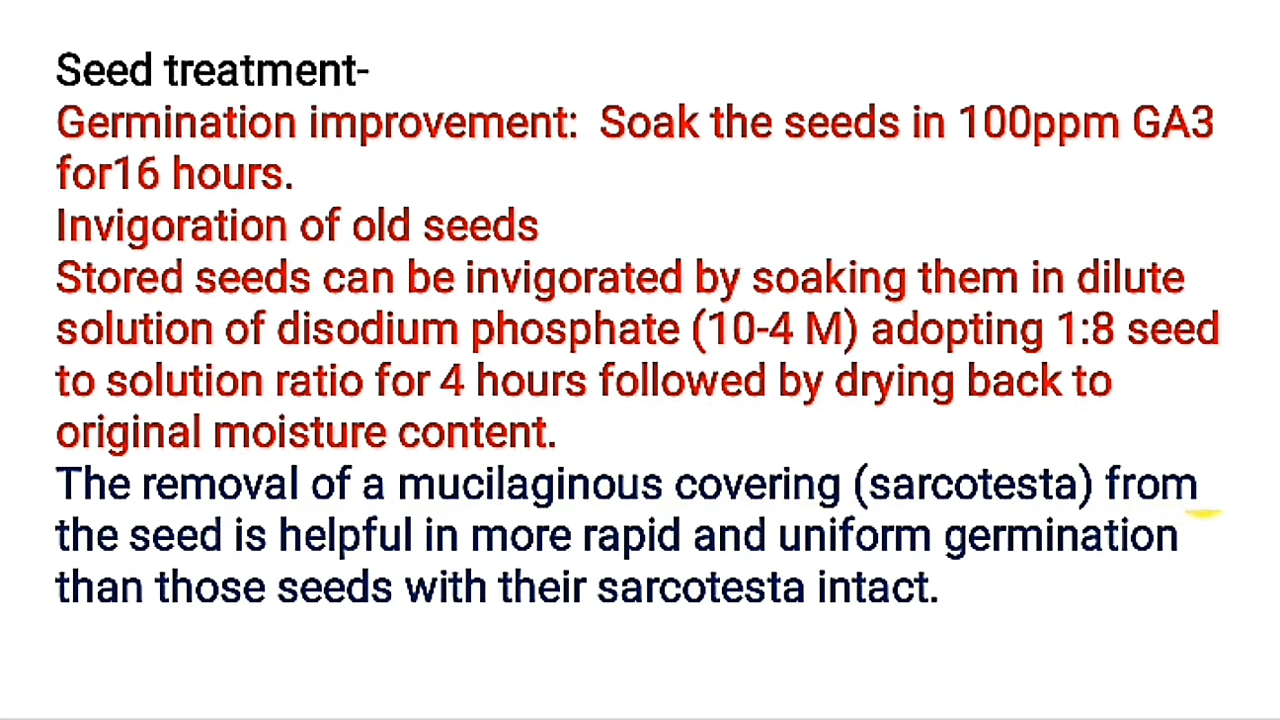 Seed treatment-
Germination improvement: Soak the seeds in 100ppm GA3
for16 hours.
Invigoration of old seeds
Stored seeds can be invigorated by soaking them in dilute
solution of disodium phosphate (10-4 M) adopting 1:8 seed
to solution ratio for 4 hours followed by drying back to
original moisture content.
The removal of a mucilaginous covering (sarcotesta) from
the seed is helpful in more rapid and uniform germination
than those seeds with their sarcotesta intact.